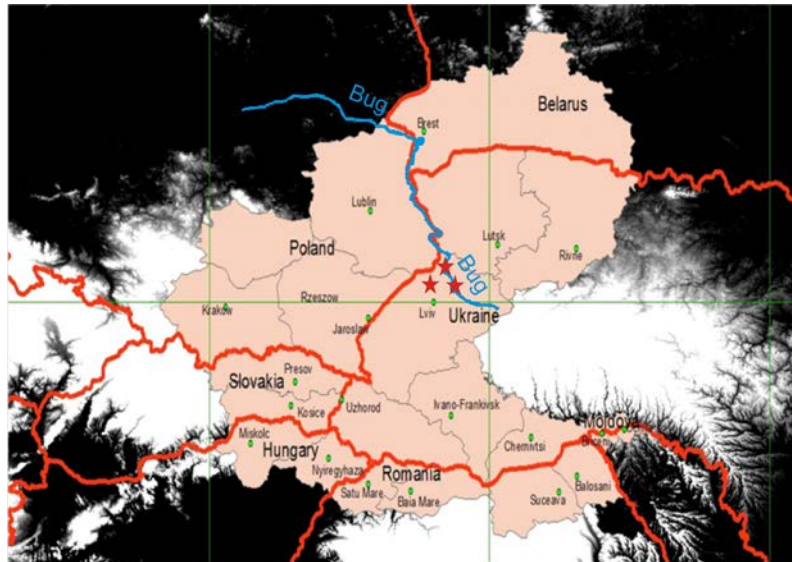 Bug
Belarus
Brest
Lublin
Poland
Lutsk
Rivne
Bug
Krakow
Rzeszow
Lviv
Ukraine
Jaroslaw
Presov
Slovakia
Kosice
Uzhorod
Ivano-Frankivsk
Moldova
Chernivtsi
Briceny
Miskolc
Hungary
Nyiregyhaza
Romania
Satu Mare
Baia Mare
Suceava
Balosani